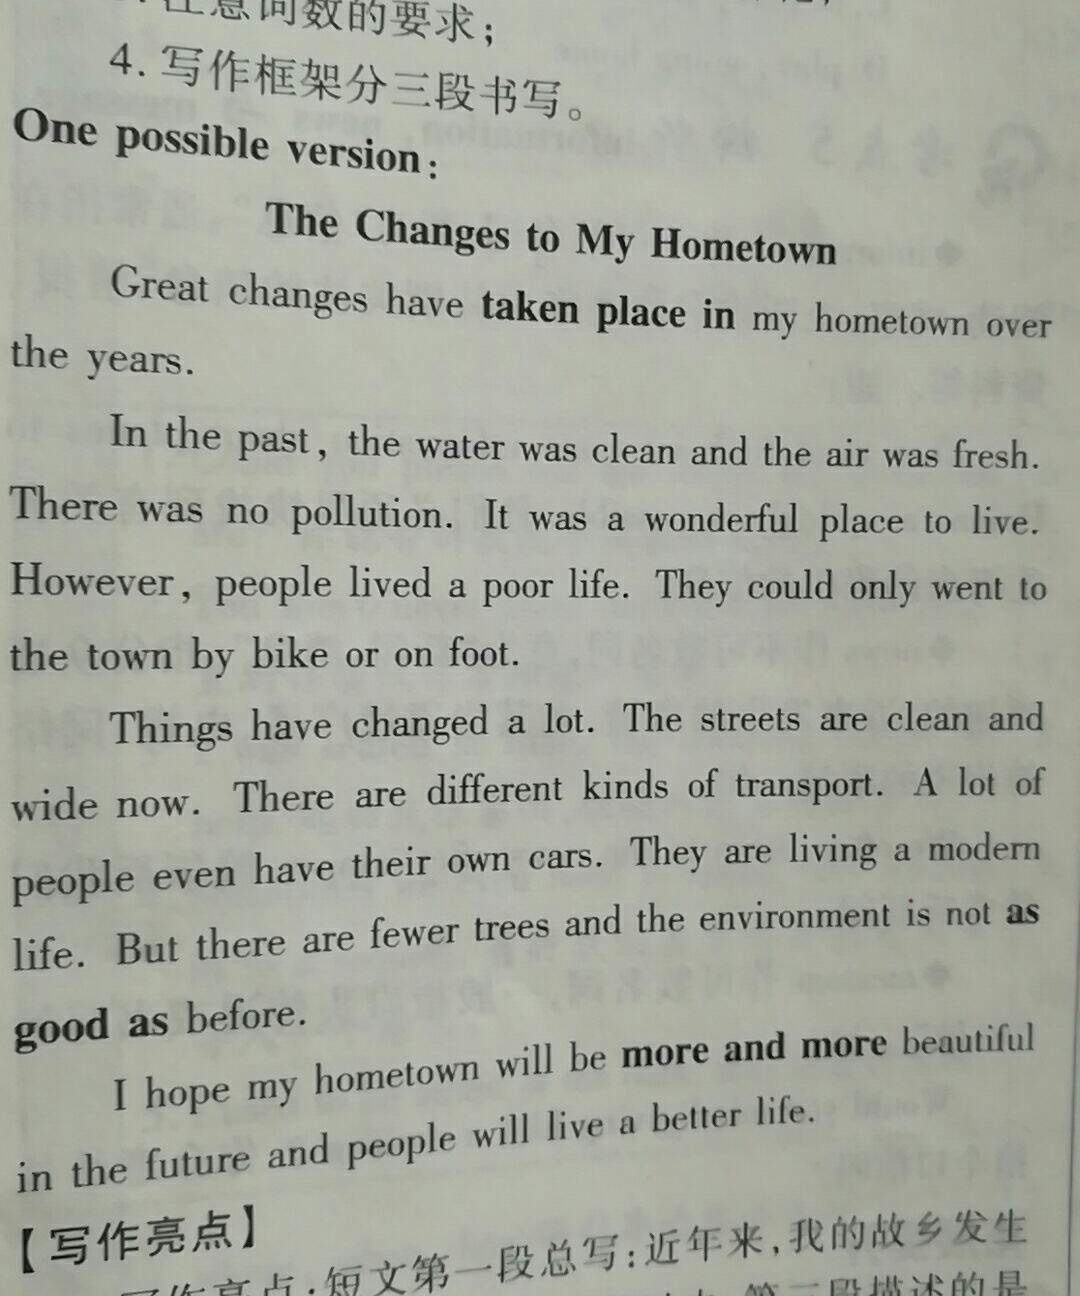 注意词数的要求；
4. 写作框架分三段书写。
One possible version：
The Changes to My Hometown
Great changes have taken place in my hometown over
the years.
In the past, the water was clean and the air was fresh.
There was no pollution. It was a wonderful place to live.
However, people lived a poor life. They could only went to
the town by bike or on foot.
Things have changed a lot. The streets are clean and
wide now. There are different kinds of transport. A lot of
people even have their own cars. They are living a modern
life. But there are fewer trees and the environment is not as
good as before.
I hope my hometown will be more and more beautiful
in the future and people will live a better life.
【写作亮点】
写作亮点：短文第一段总写：近年来，我的故乡发生
第二段描述的是